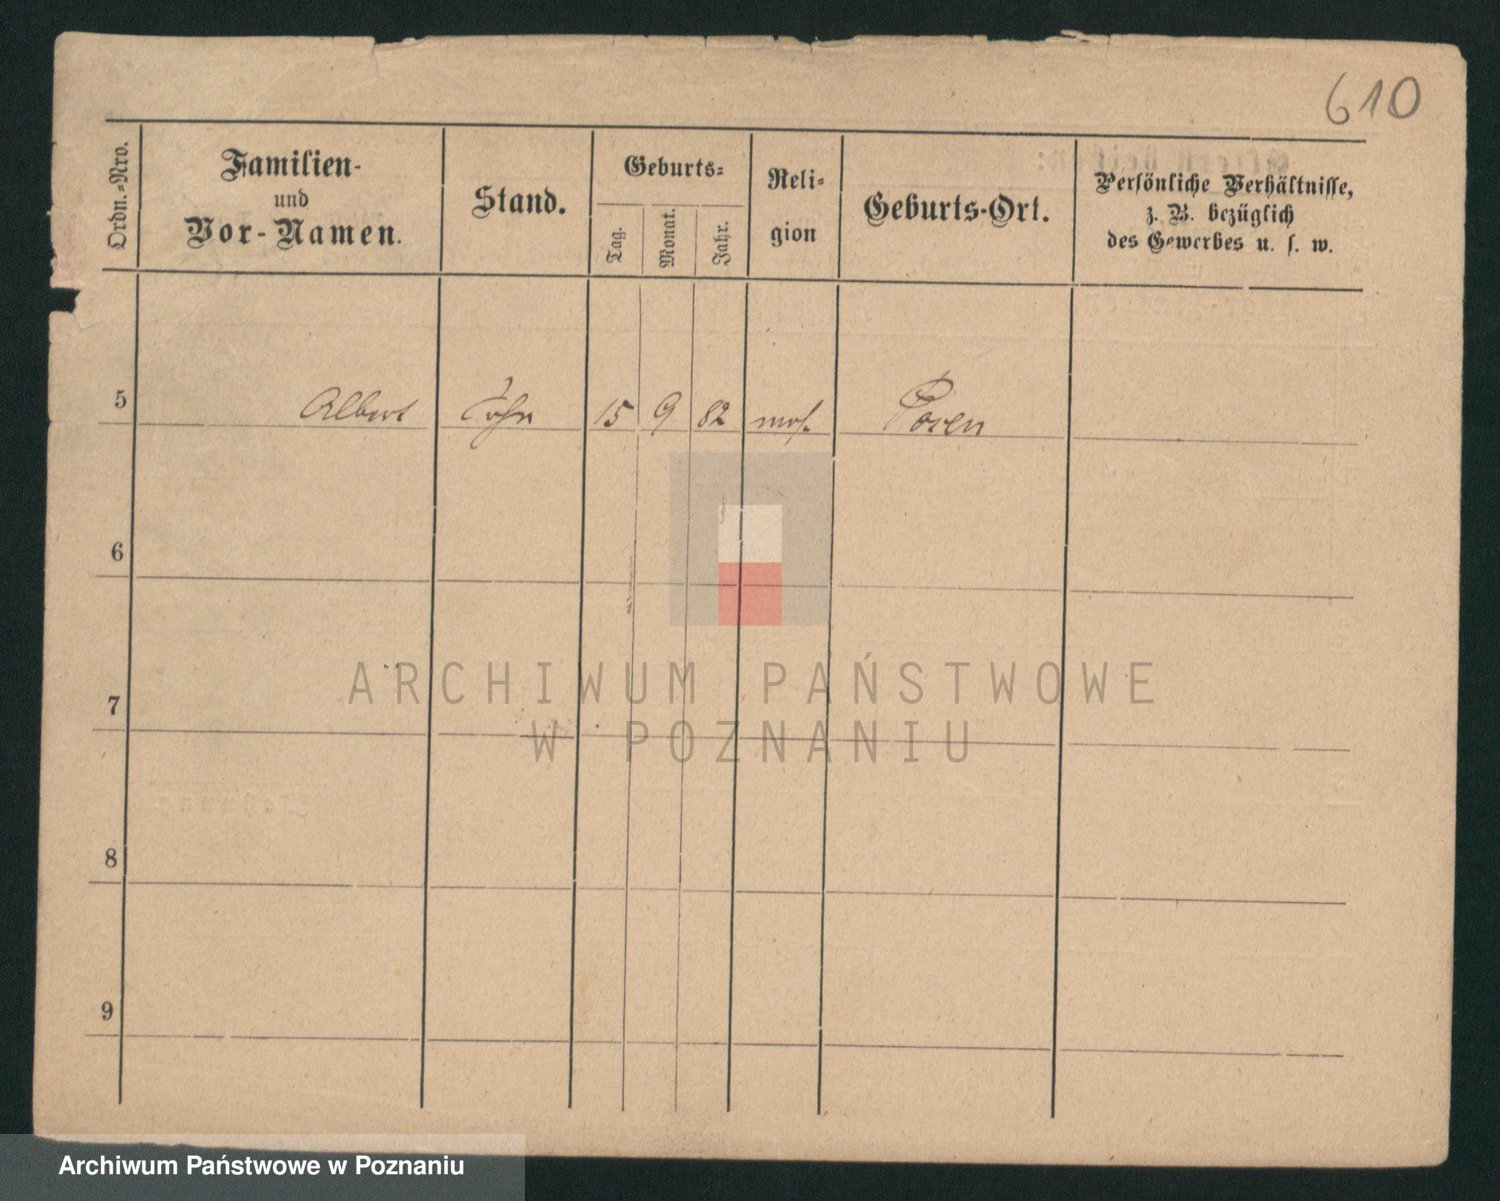 610
Ordn.-Nro.
Familien-
und
Vor-Namen.
Stand.
Geburts-
Tag.
Monat.
Jahr.
Reli-
gion
Geburts-Ort.
Persönliche Verhältnisse,
z. B. bezüglich
des Gewerbes u. s. w.
5 Albert Sohn 15 9 82 mos. Posen
6
7
8
9
ARCHIWUM PAŃSTWOWE
W POZNANIU
Archiwum Państwowe w Poznaniu